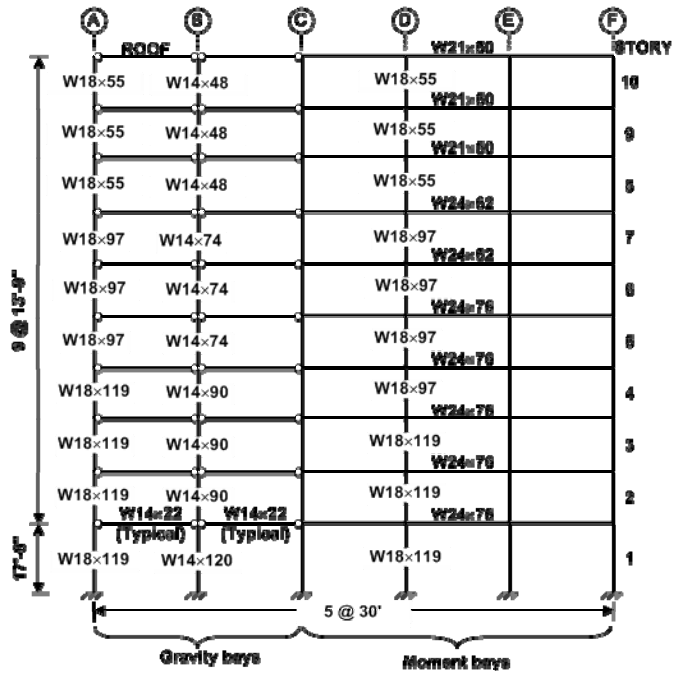 A B C D E F
ROOF W21×50 STORY
W18×55 W14×48 W18×55 10
W21×50
W18×55 W14×48 W18×55 9
W21×50
W18×55 W14×48 W18×55 8
W24×62
W18×97 W14×74 W18×97 7
W24×62
W18×97 W14×74 W18×97 6
W24×76
9 @ 13'-9"
W18×97 W14×74 W18×97 5
W24×76
W18×119 W14×90 W18×97 4
W24×76
W18×119 W14×90 W18×119 3
W24×76
W18×119 W14×90 W18×119 2
W14×22 W14×22 W24×76
(Typical) (Typical)
17'-6"
W18×119 W14×120 W18×119 1
5 @ 30'
Gravity bays Moment bays